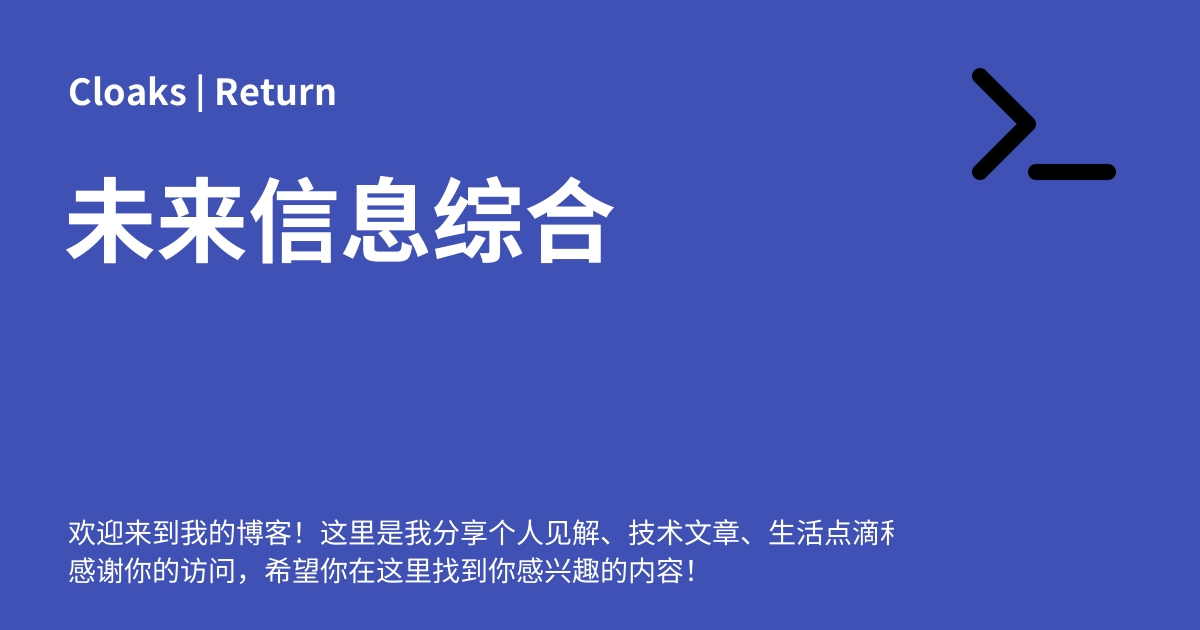 Cloaks | Return
未来信息综合
欢迎来到我的博客！这里是我分享个人见解、技术文章、生活点滴
感谢你的访问，希望你在这里找到你感兴趣的内容！